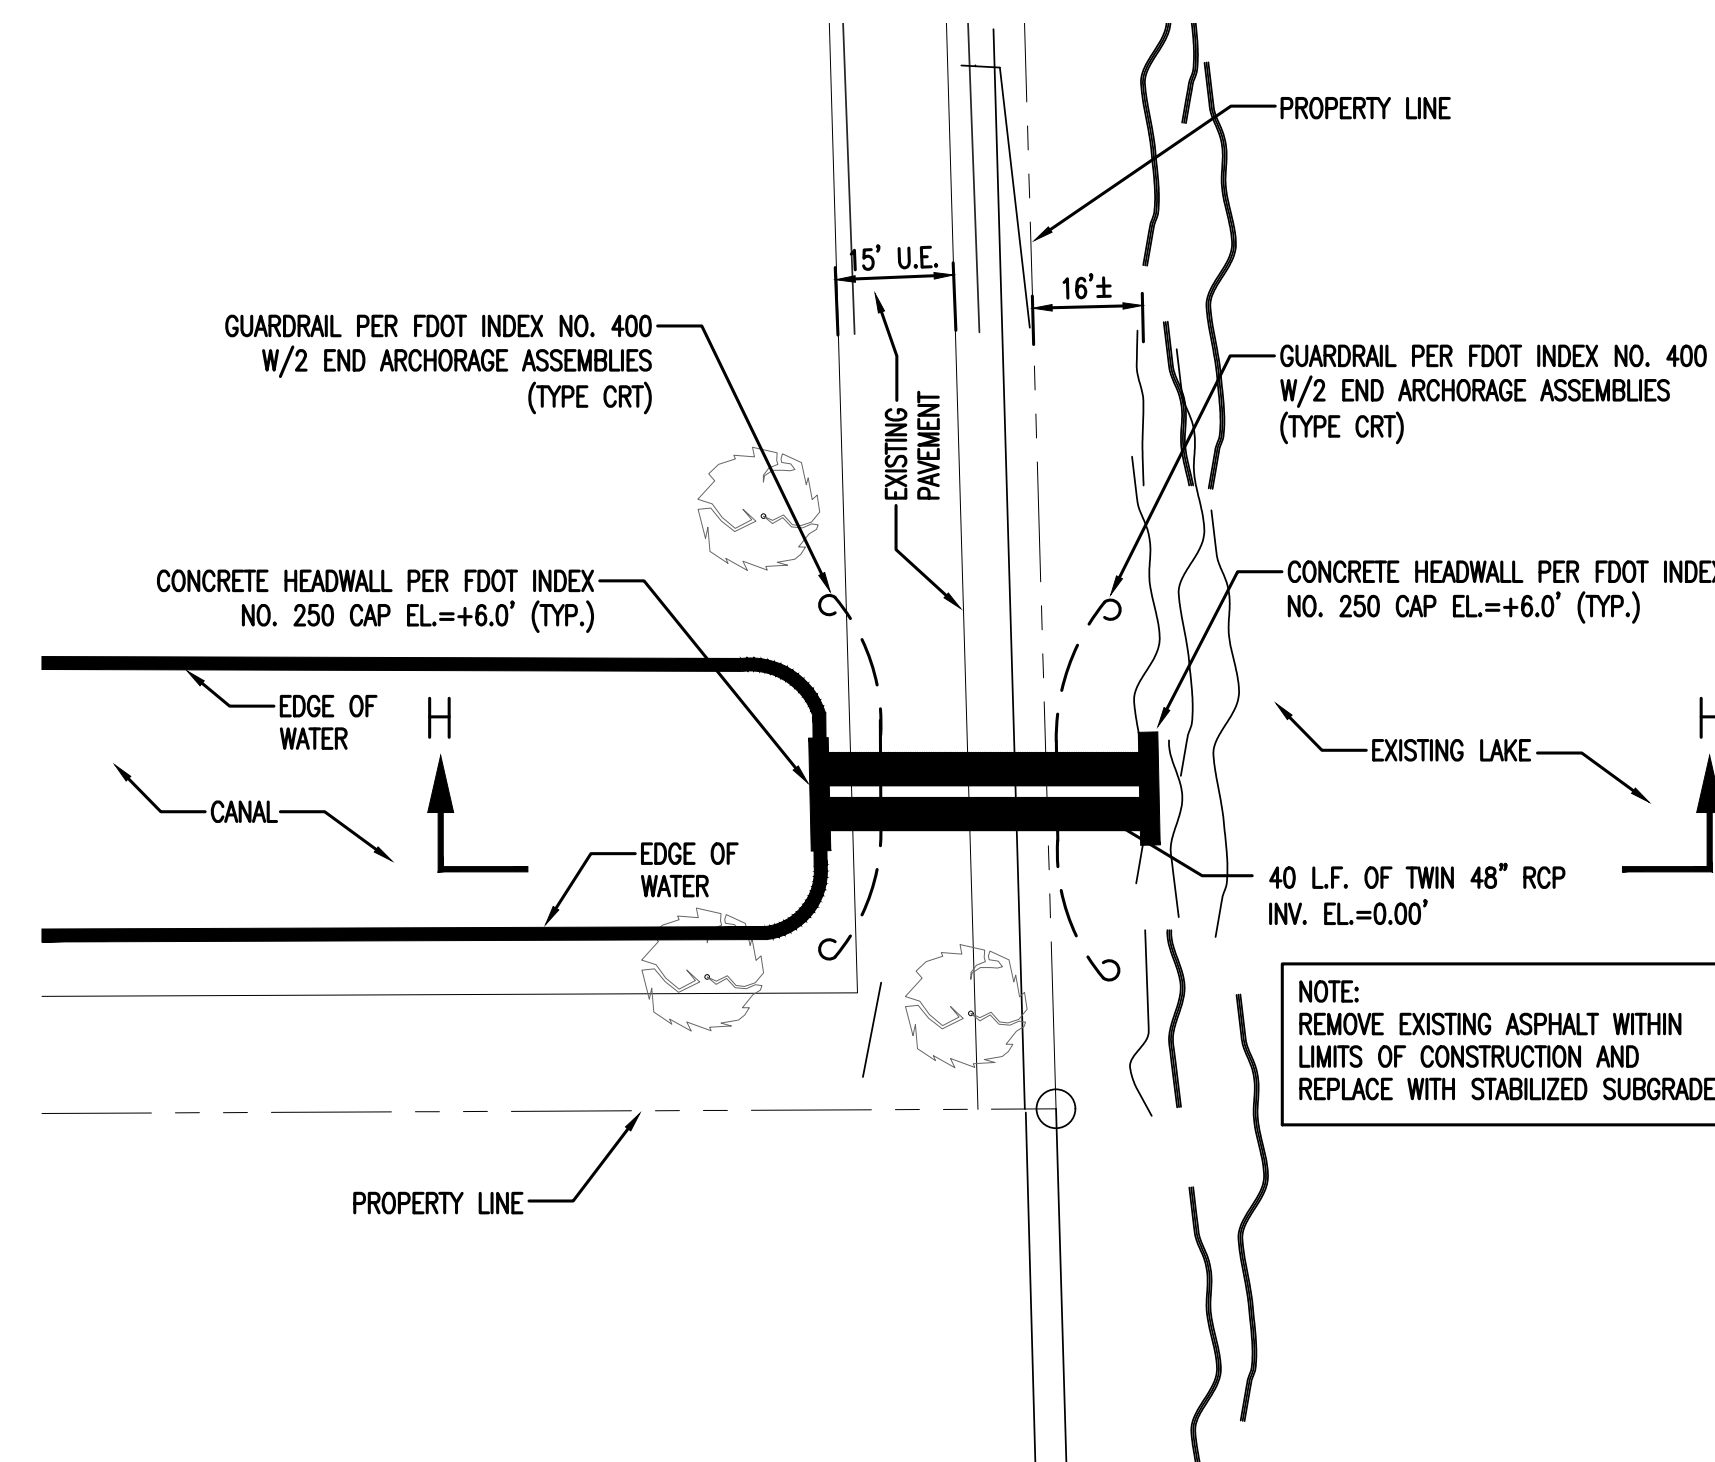 PROPERTY LINE
15' U.E.
16'±
GUARDRAIL PER FDOT INDEX NO. 400
W/2 END ARCHORAGE ASSEMBLIES
(TYPE CRT)
GUARDRAIL PER FDOT INDEX NO. 400
W/2 END ARCHORAGE ASSEMBLIES
(TYPE CRT)
EXISTING
PAVEMENT
CONCRETE HEADWALL PER FDOT INDEX
NO. 250 CAP EL.=+6.0' (TYP.)
CONCRETE HEADWALL PER FDOT INDEX
NO. 250 CAP EL.=+6.0' (TYP.)
EDGE OF
WATER
H
H
EXISTING LAKE
CANAL
EDGE OF
WATER
40 L.F. OF TWIN 48" RCP
INV. EL.=0.00'
NOTE:
REMOVE EXISTING ASPHALT WITHIN
LIMITS OF CONSTRUCTION AND
REPLACE WITH STABILIZED SUBGRADE
PROPERTY LINE